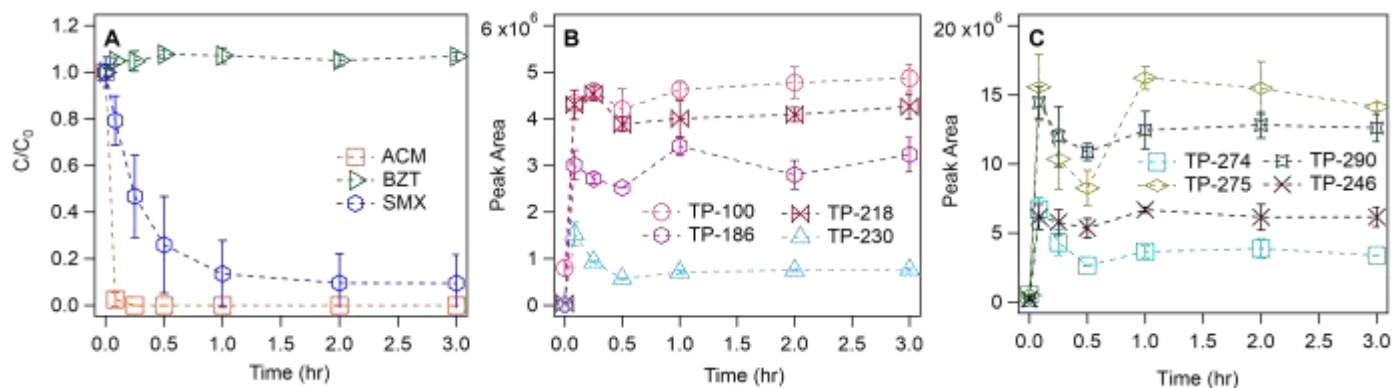 A
1.2
1.0
0.8
0.6
0.4
0.2
0.0
C/C0
ACM
BZT
SMX
0.0 0.5 1.0 1.5 2.0 2.5 3.0
Time (hr)
B
6 x10⁶
5
4
3
2
1
0
Peak Area
TP-100 TP-218
TP-186 TP-230
0.0 0.5 1.0 1.5 2.0 2.5 3.0
Time (hr)
C
20 x10⁶
15
10
5
0
Peak Area
TP-274 TP-290
TP-275 TP-246
0.0 0.5 1.0 1.5 2.0 2.5 3.0
Time (hr)